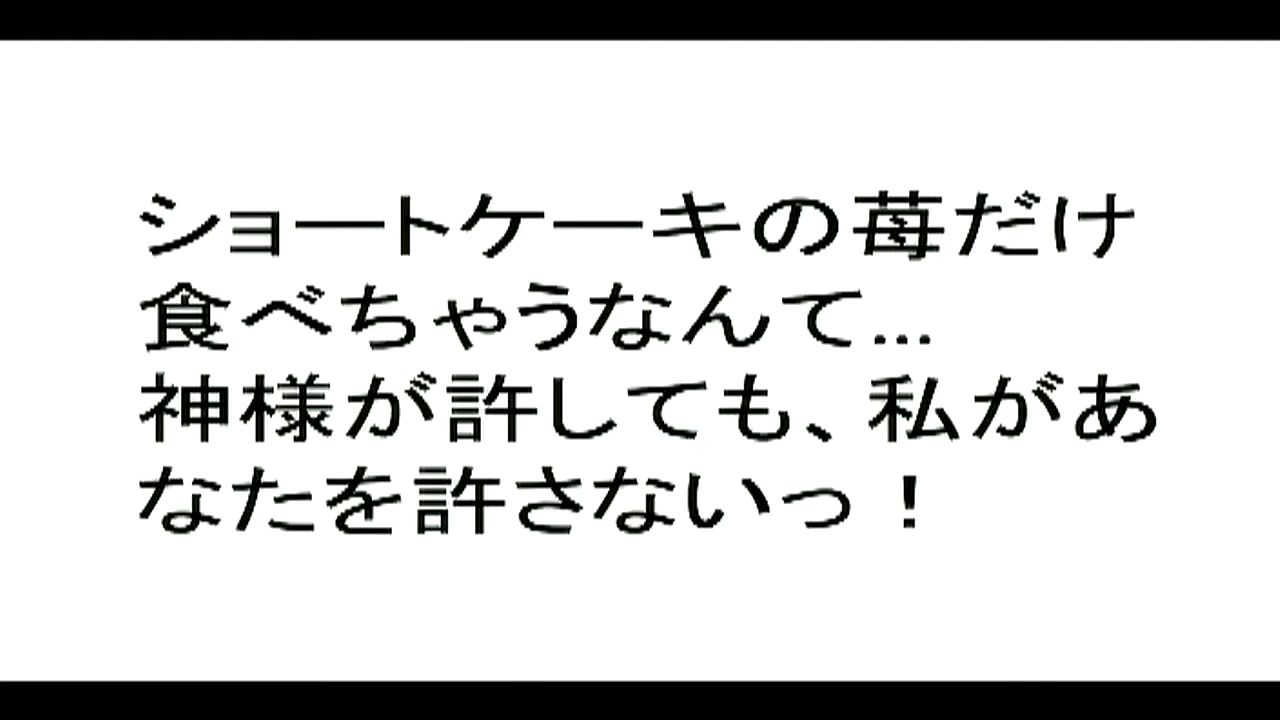 ショートケーキの苺だけ
食べちゃうなんて...
神様が許しても、私があ
なたを許さないっ！